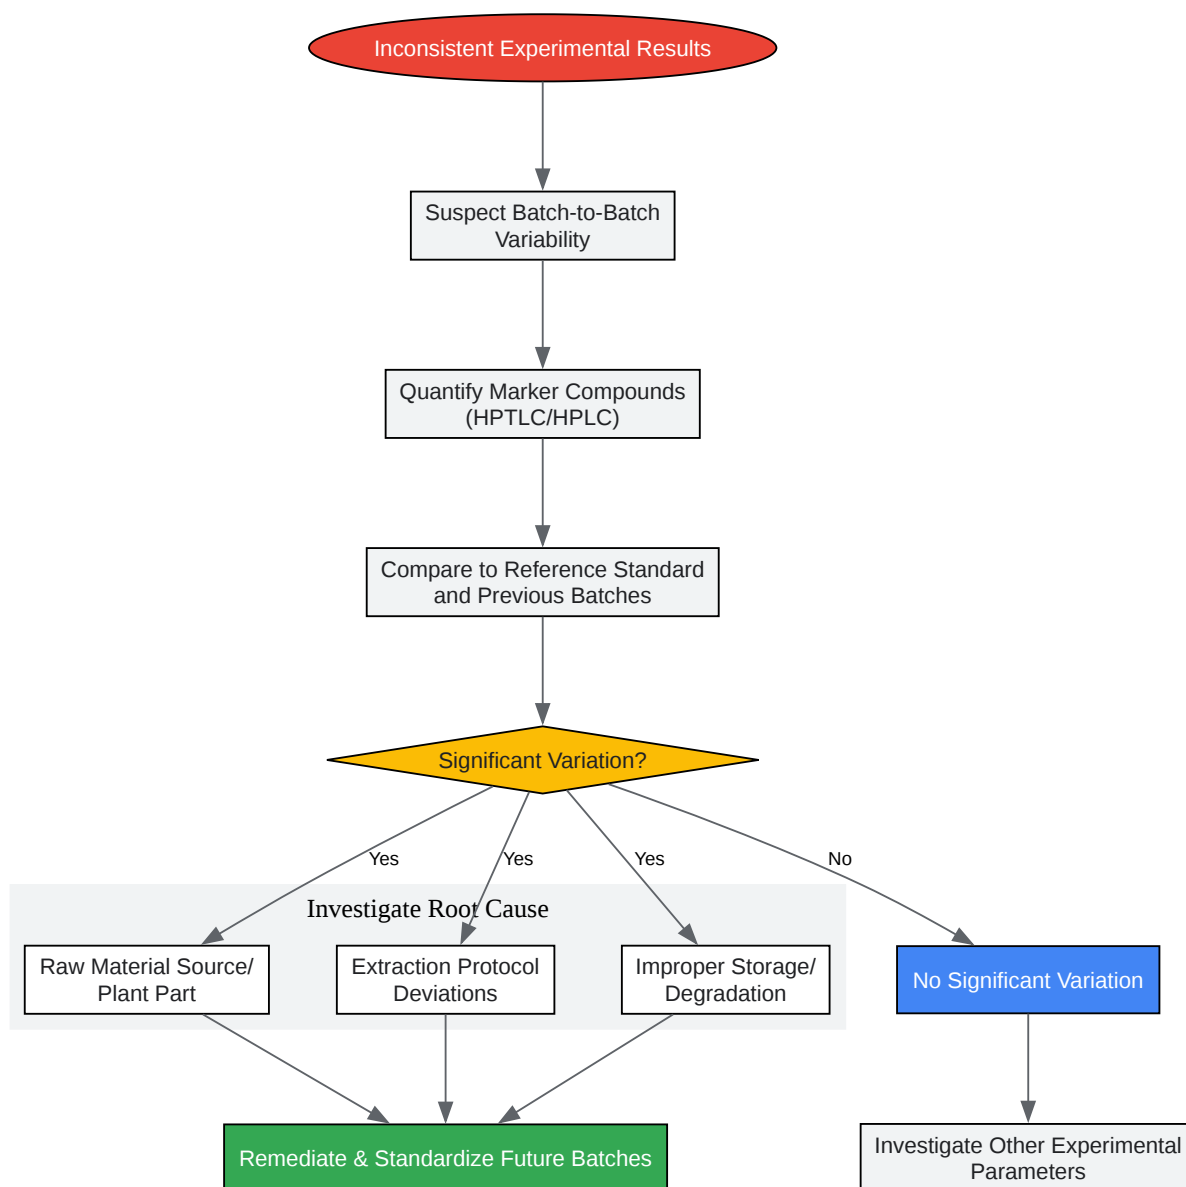 Inconsistent Experimental Results
Suspect Batch-to-Batch
Variability
Quantify Marker Compounds
(HPTLC/HPLC)
Compare to Reference Standard
and Previous Batches
Significant Variation?
Yes
Yes
Yes
No
Investigate Root Cause
Raw Material Source/
Plant Part
Extraction Protocol
Deviations
Improper Storage/
Degradation
No Significant Variation
Remediate & Standardize Future Batches
Investigate Other Experimental
Parameters